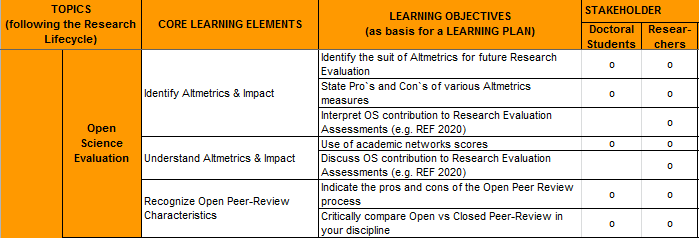 TOPICS
(following the Research
Lifecycle)
CORE LEARNING ELEMENTS
LEARNING OBJECTIVES
(as basis for a LEARNING PLAN)
STAKEHOLDER
Doctoral
Students
Resear-
chers
Open
Science
Evaluation
Identify Altmetrics & Impact
Identify the suit of Altmetrics for future Research
Evaluation
o o
State Pro`s and Con`s of various Altmetrics
measures
o o
Interpret OS contribution to Research Evaluation
Assessments (e.g. REF 2020)
o
Understand Altmetrics & Impact
Use of academic networks scores
o o
Discuss OS contribution to Research Evaluation
Assessments (e.g. REF 2020)
o
Recognize Open Peer-Review
Characteristics
Indicate the pros and cons of the Open Peer Review
process
o o
Critically compare Open vs Closed Peer-Review in
your discipline
o o